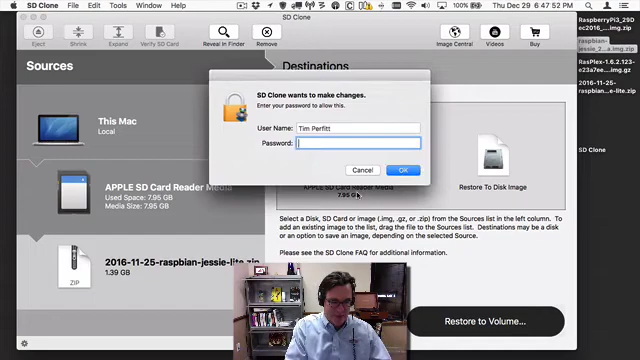 SD Clone File Edit Window Help
Thu Dec 29 6:47:52 PM
SD Clone
Eject Shrink Expand Verify SD Card Reveal in Finder Remove Image Central Videos Buy
Sources
Destinations
This Mac
Local
APPLE SD Card Reader Media
Used Space: 7.95 GB
Media Size: 7.95 GB
2016-11-25-raspbian-jessie-lite.zip
1.39 GB
ZIP
SD Clone wants to make changes.
Enter your password to allow this.
User Name: Tim Perfitt
Password:
Cancel OK
APPLE SD Card Reader Media
7.95 GB
Restore To Disk Image
Select a Disk, SD Card or image (.img, .gz, or .zip) from the Sources list in the left column. To
add an existing image to the list, drag the file to the Sources list. Destinations may be a disk
or an option to save an image, depending on the selected Source.
Please see the SD Clone FAQ for additional information.
Restore to Volume...
RaspberryPi3_29D
ec2016_
raspbian-
jessie_2...a.img.zip
RasPlex-1.6.2.123-
e23a7ee...img.gz
2016-11-25-
raspbian...e-lite.zip
SD Clone